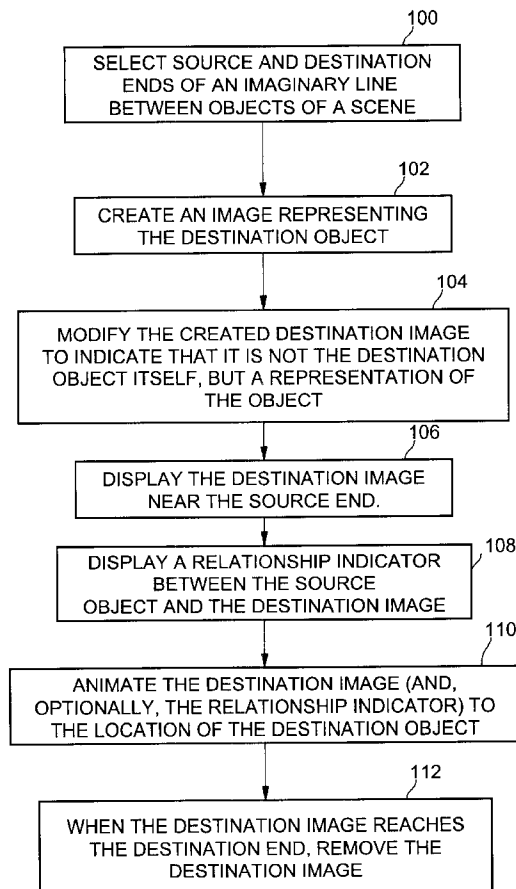 100
SELECT SOURCE AND DESTINATION
ENDS OF AN IMAGINARY LINE
BETWEEN OBJECTS OF A SCENE
102
CREATE AN IMAGE REPRESENTING
THE DESTINATION OBJECT
104
MODIFY THE CREATED DESTINATION IMAGE
TO INDICATE THAT IT IS NOT THE DESTINATION
OBJECT ITSELF, BUT A REPRESENTATION OF
THE OBJECT
106
DISPLAY THE DESTINATION IMAGE
NEAR THE SOURCE END.
108
DISPLAY A RELATIONSHIP INDICATOR
BETWEEN THE SOURCE
OBJECT AND THE DESTINATION IMAGE
110
ANIMATE THE DESTINATION IMAGE (AND,
OPTIONALLY, THE RELATIONSHIP INDICATOR) TO
THE LOCATION OF THE DESTINATION OBJECT
112
WHEN THE DESTINATION IMAGE REACHES
THE DESTINATION END, REMOVE THE
DESTINATION IMAGE